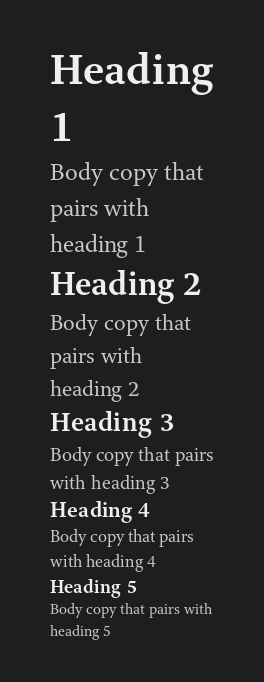 Heading
1
Body copy that
pairs with
heading 1
Heading 2
Body copy that
pairs with
heading 2
Heading 3
Body copy that pairs
with heading 3
Heading 4
Body copy that pairs
with heading 4
Heading 5
Body copy that pairs with
heading 5